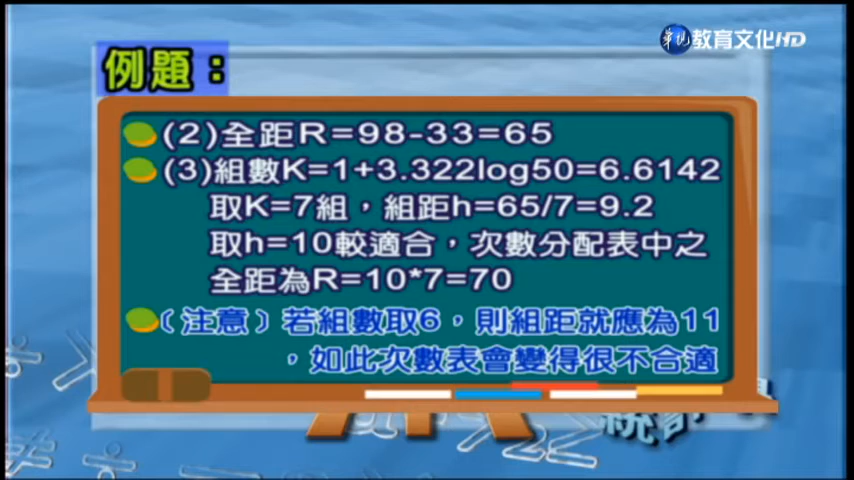 華視 教育文化HD
例題：
(2)全距R=98-33=65
(3)組數K=1+3.322log50=6.6142
取K=7組，組距h=65/7=9.2
取h=10較適合，次數分配表中之
全距為R=10*7=70
﹝注意﹞若組數取6，則組距就應為11
，如此次數表會變得很不合適